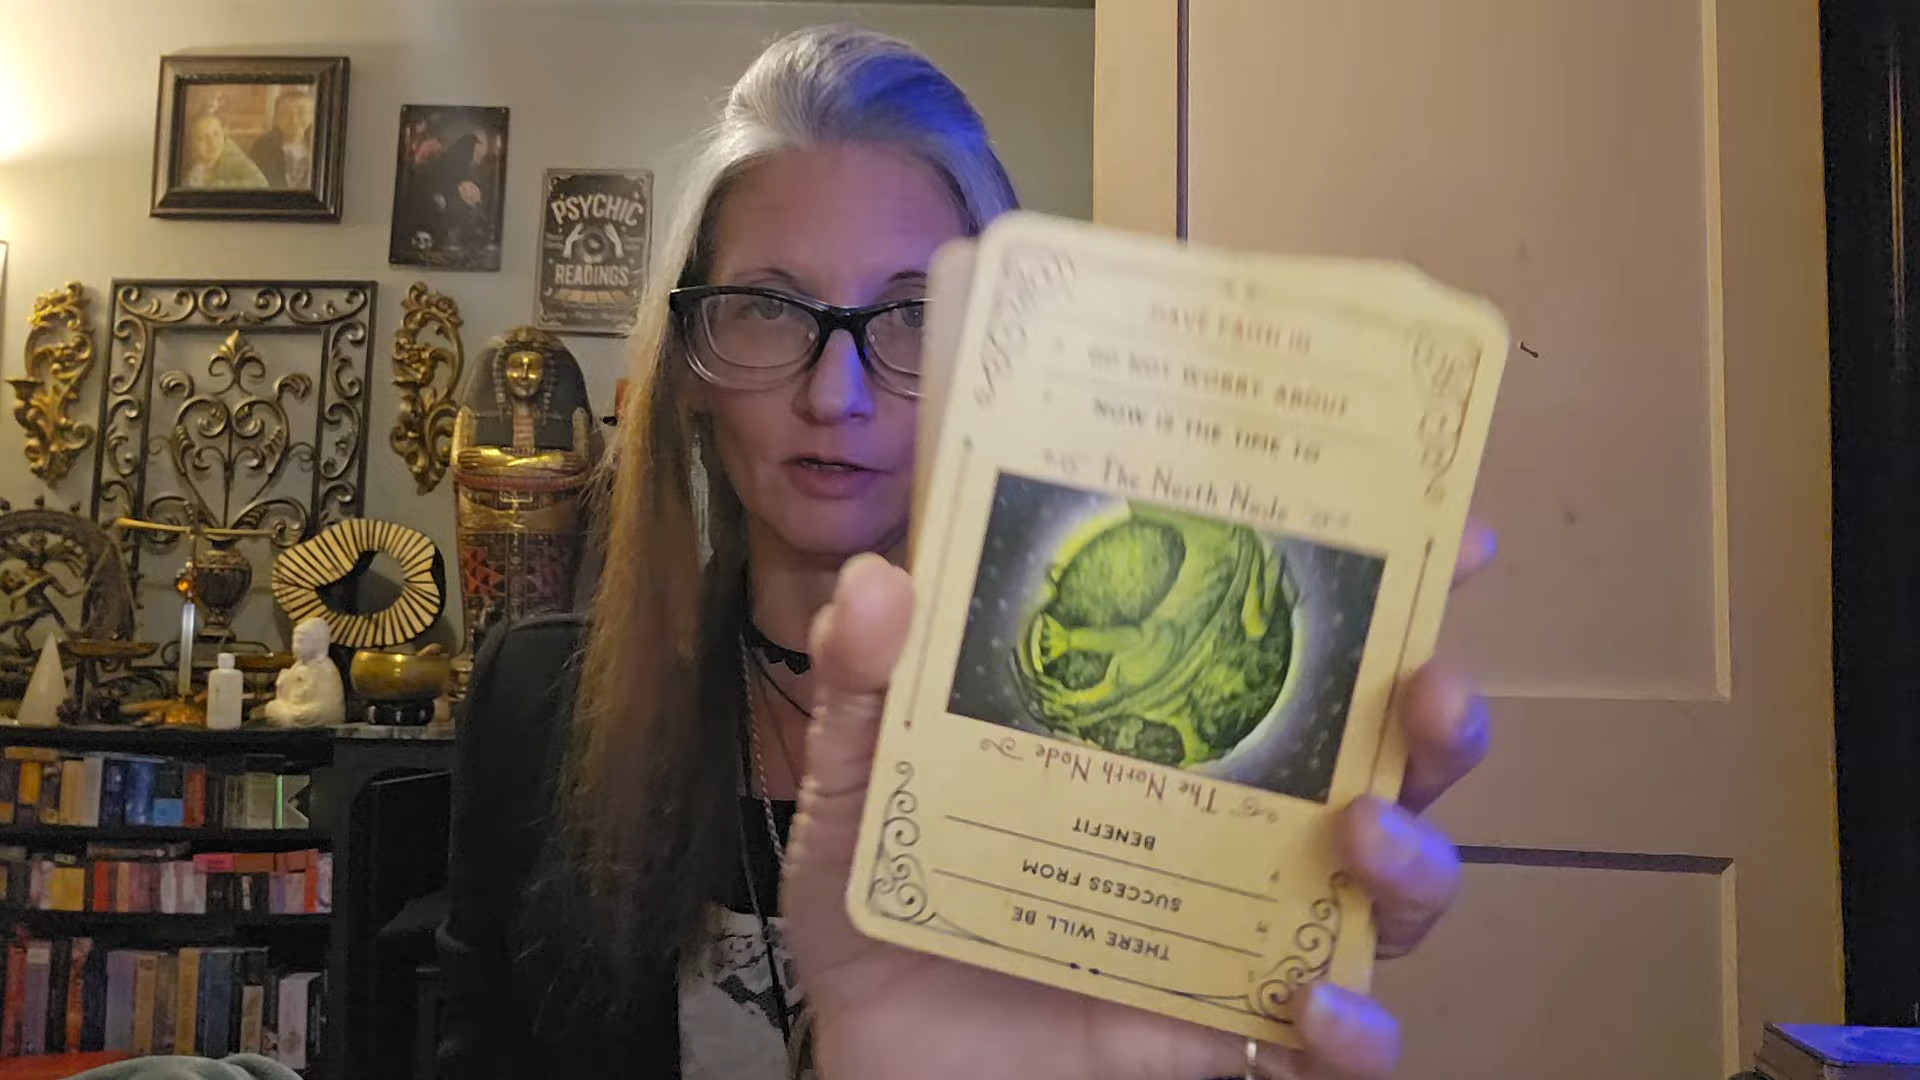 PSYCHIC
READINGS
HAVE FAITH IN
DO NOT WORRY ABOUT
NOW IS THE TIME TO
The North Node
The North Node
BENEFIT
SUCCESS FROM
THERE WILL BE